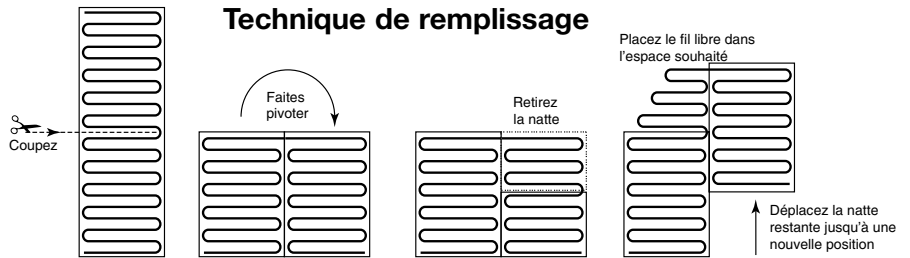 Technique de remplissage
Coupez
Faites
pivoter
Retirez
la natte
Placez le fil libre dans
l'espace souhaité
Déplacez la natte
restante jusqu'à une
nouvelle position